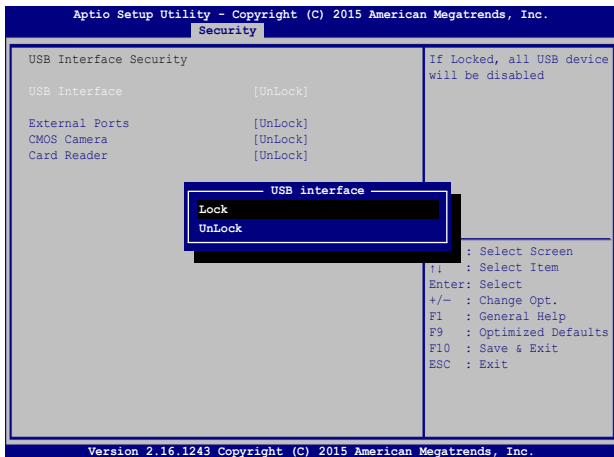 Aptio Setup Utility - Copyright (C) 2015 American Megatrends, Inc.
Security
USB Interface Security
USB Interface [UnLock]
External Ports [UnLock]
CMOS Camera [UnLock]
Card Reader [UnLock]
If Locked, all USB device
will be disabled
USB interface
Lock
UnLock
: Select Screen
↑↓ : Select Item
Enter: Select
+/— : Change Opt.
F1 : General Help
F9 : Optimized Defaults
F10 : Save & Exit
ESC : Exit
Version 2.16.1243 Copyright (C) 2015 American Megatrends, Inc.